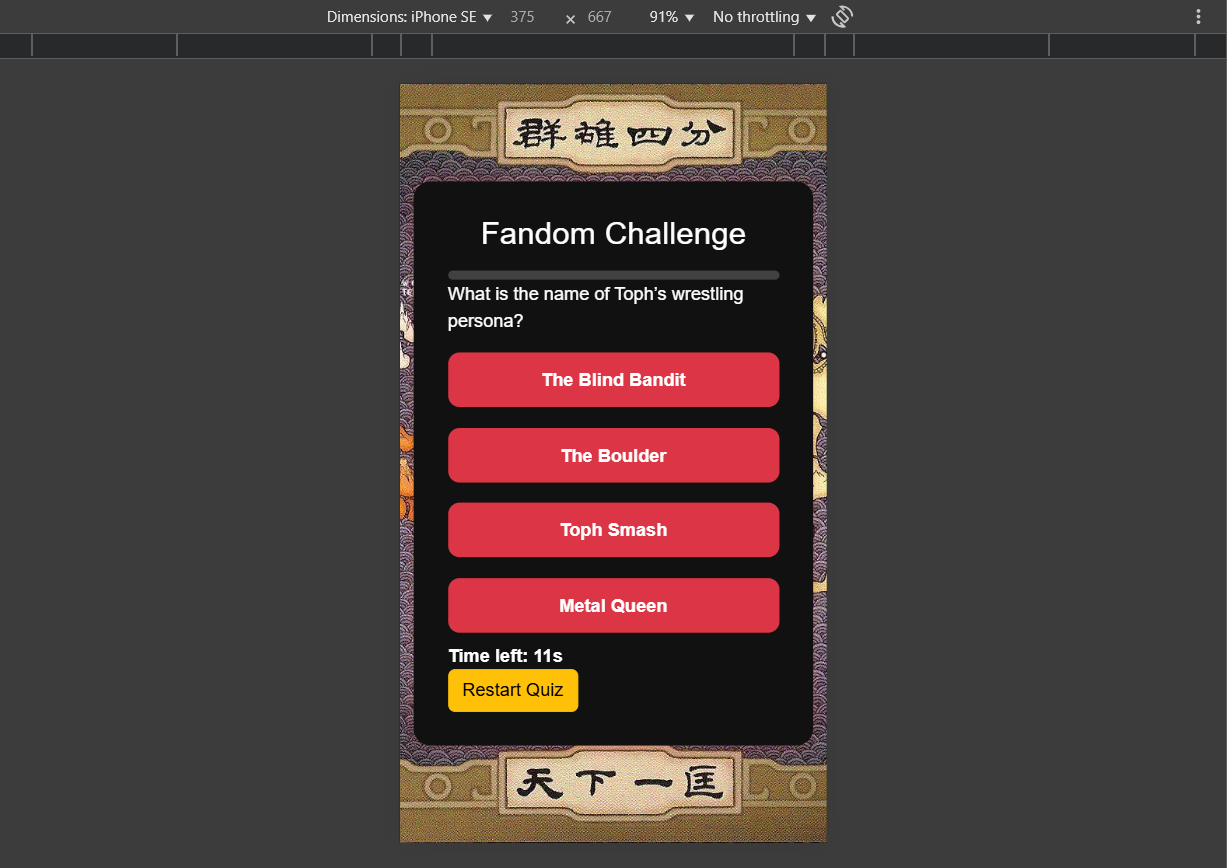 Dimensions: iPhone SE 375 × 667 91% No throttling
群雄四分
Fandom Challenge
What is the name of Toph’s wrestling
persona?
The Blind Bandit
The Boulder
Toph Smash
Metal Queen
Time left: 11s
Restart Quiz
天下一匡